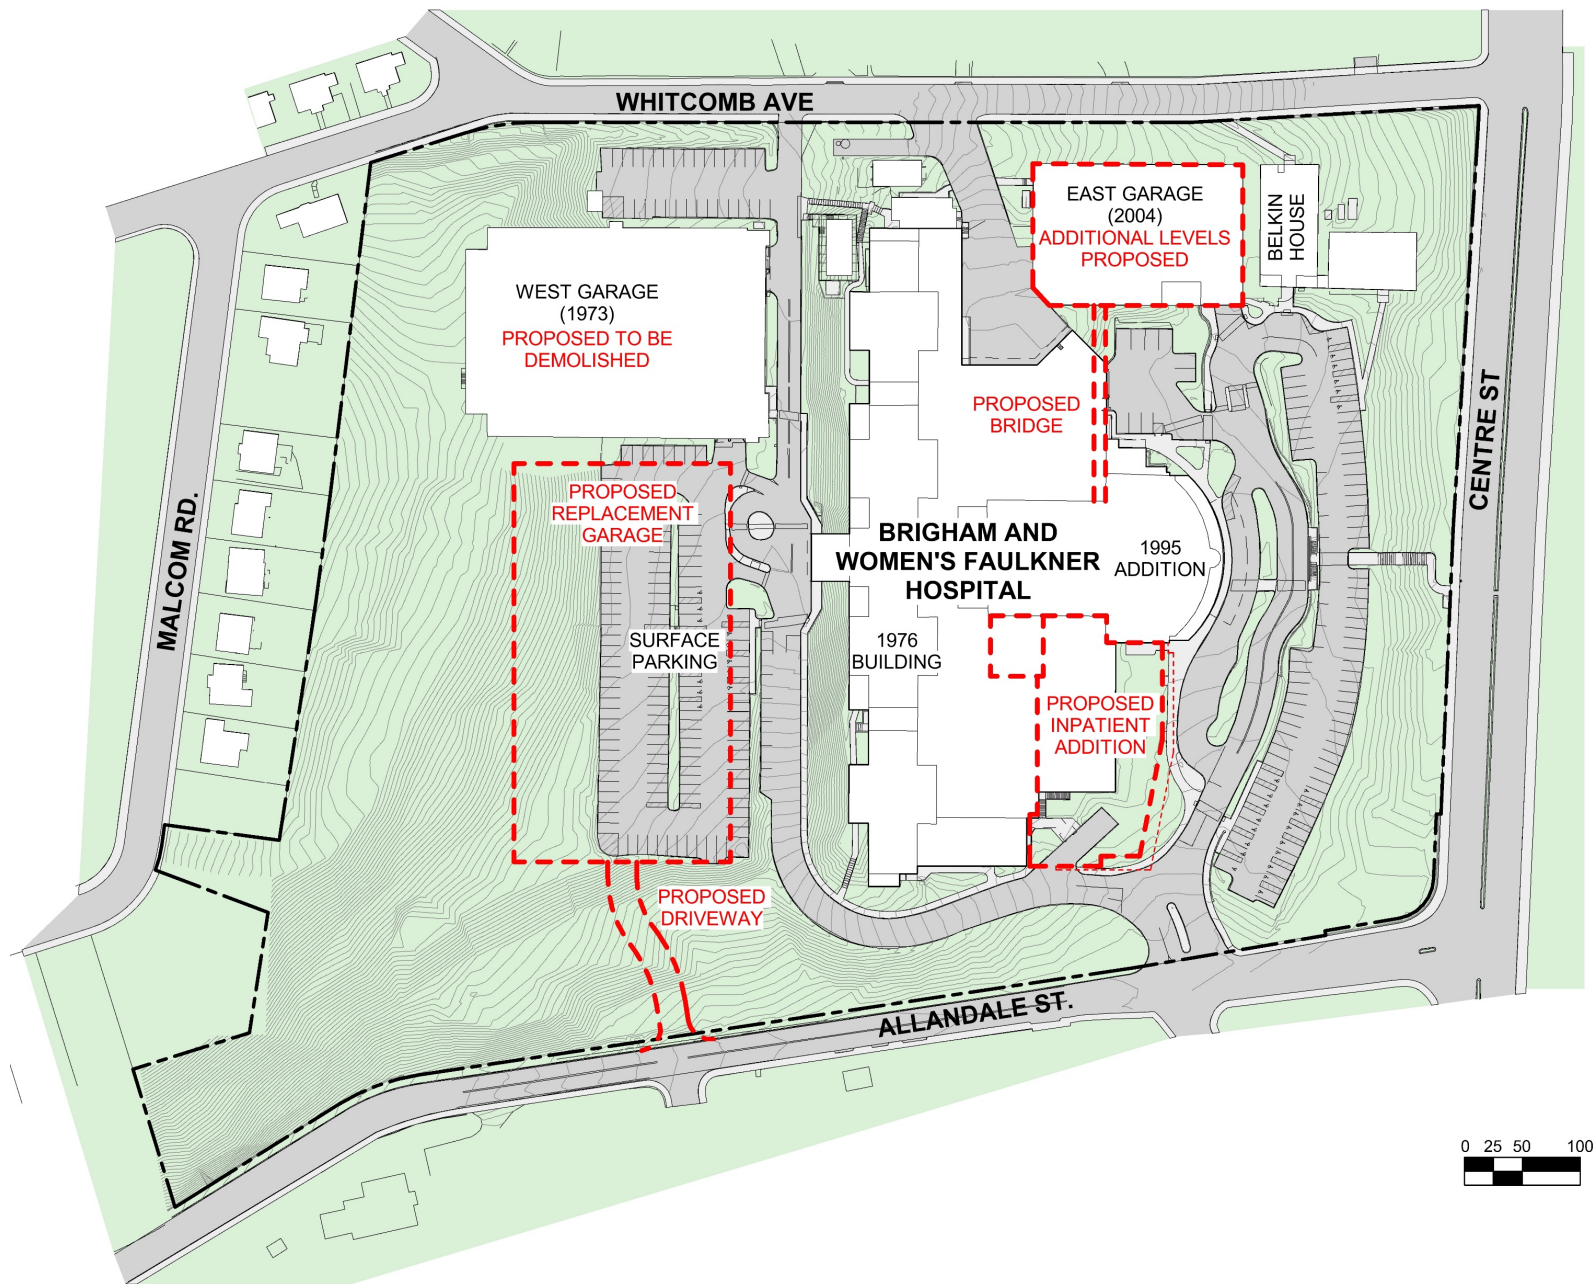 WHITCOMB AVE
EAST GARAGE
(2004)
ADDITIONAL LEVELS
PROPOSED
BELKIN
HOUSE
WEST GARAGE
(1973)
PROPOSED TO BE
DEMOLISHED
PROPOSED
BRIDGE
CENTRE ST
MALCOM RD.
PROPOSED
REPLACEMENT
GARAGE
BRIGHAM AND
WOMEN'S FAULKNER
HOSPITAL
1995
ADDITION
SURFACE
PARKING
1976
BUILDING
PROPOSED
INPATIENT
ADDITION
PROPOSED
DRIVEWAY
ALLANDALE ST.
0 25 50 100